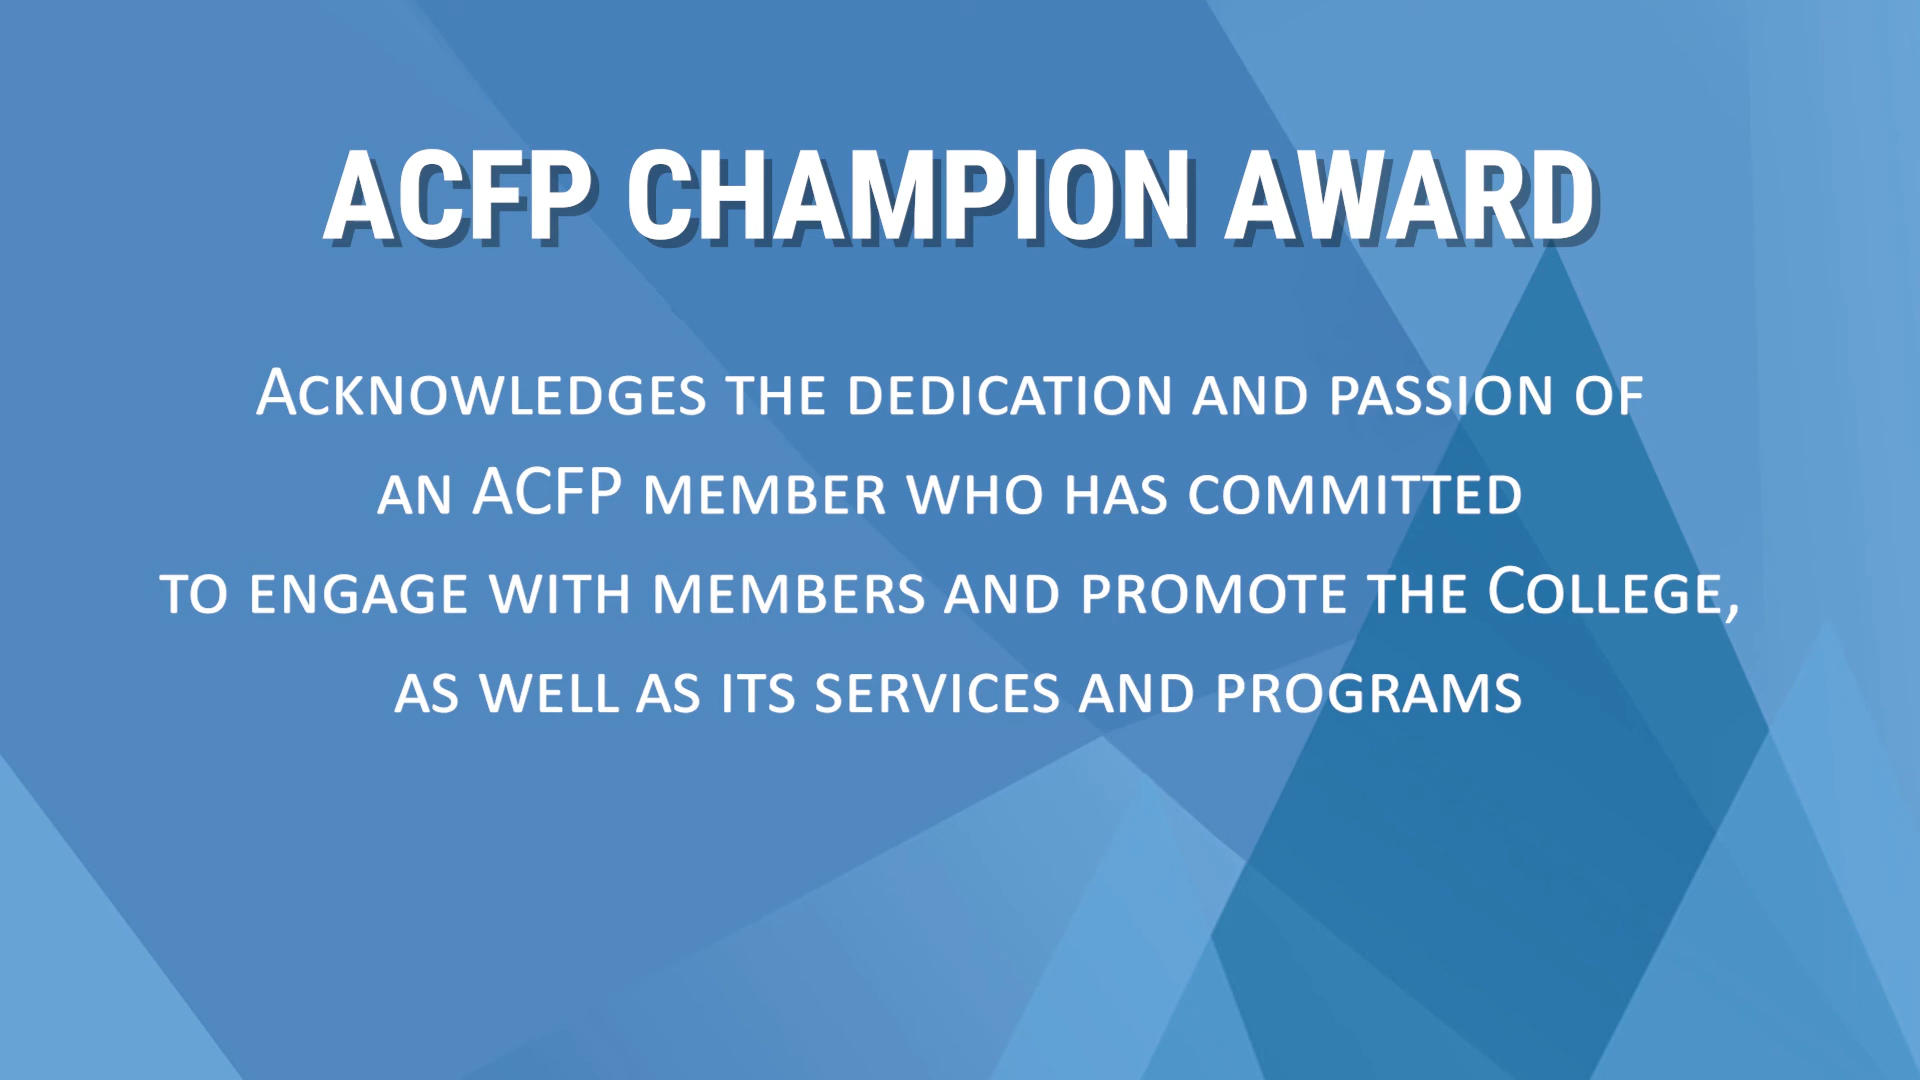 ACFP CHAMPION AWARD
Acknowledges the dedication and passion of
an ACFP member who has committed
to engage with members and promote the College,
as well as its services and programs